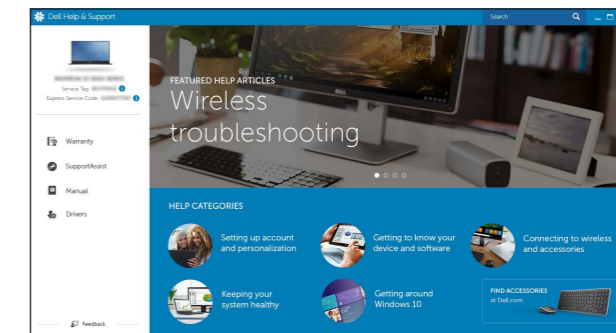 Dell Help & Support
Search
Service Tag
Express Service Code
Warranty
SupportAssist
Manual
Drivers
Feedback
FEATURED HELP ARTICLES
Wireless
troubleshooting
HELP CATEGORIES
Setting up account
and personalization
Getting to know your
device and software
Connecting to wireless
and accessories
Keeping your
system healthy
Getting around
Windows 10
FIND ACCESSORIES
at Dell.com